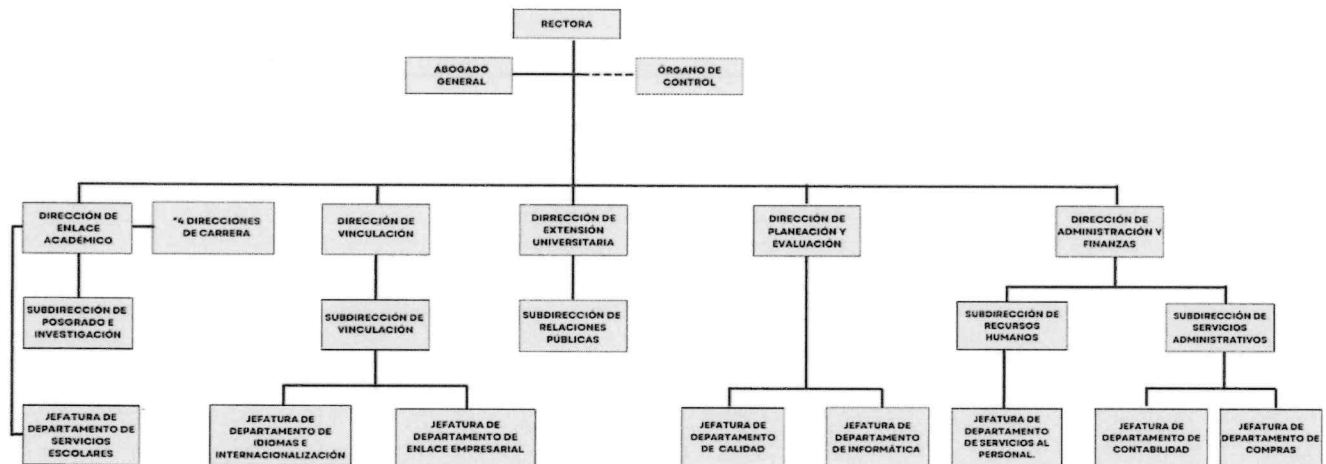 RECTORA
ABOGADO
GENERAL
ÓRGANO DE
CONTROL
DIRECCIÓN DE
ENLACE
ACADÉMICO
*4 DIRECCIONES
DE CARRERA
DIRECCIÓN DE
VINCULACIÓN
DIRRECCIÓN DE
EXTENSIÓN
UNIVERSITARIA
DIRECCIÓN DE
PLANEACIÓN Y
EVALUACIÓN
DIRECCIÓN DE
ADMINISTRACIÓN Y
FINANZAS
SUBDIRECCIÓN DE
POSGRADO E
INVESTIGACIÓN
SUBDIRECCIÓN DE
VINCULACIÓN
SUBDIRECCIÓN DE
RELACIONES
PUBLICAS
SUBDIRECCIÓN DE
RECURSOS
HUMANOS
SUBDIRECCIÓN DE
SERVICIOS
ADMINISTRATIVOS
JEFATURA DE
DEPARTAMENTO DE
SERVICIOS
ESCOLARES
JEFATURA DE
DEPARTAMENTO DE
IDIOMAS E
INTERNACIONALIZACIÓN
JEFATURA DE
DEPARTAMENTO DE
ENLACE EMPRESARIAL
JEFATURA DE
DEPARTAMENTO
DE CALIDAD
JEFATURA DE
DEPARTAMENTO
DE INFORMÁTICA
JEFATURA DE
DEPARTAMENTO
DE SERVICIOS AL
PERSONAL.
JEFATURA DE
DEPARTAMENTO DE
CONTABILIDAD
JEFATURA DE
DEPARTAMENTO DE
COMPRAS